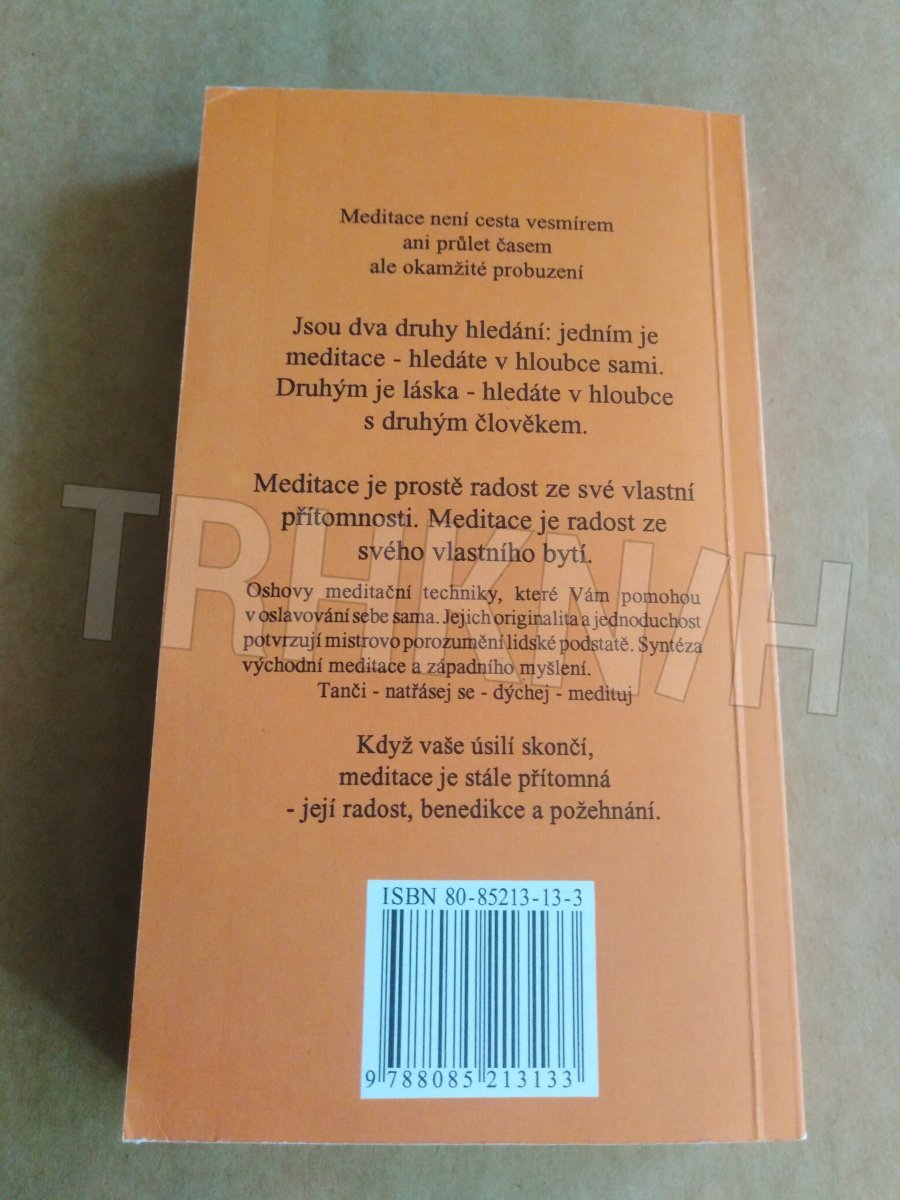 Meditace není cesta vesmírem
ani průlet časem
ale okamžité probuzení
Jsou dva druhy hledání: jedním je
meditace - hledáte v hloubce sami.
Druhým je láska - hledáte v hloubce
s druhým člověkem.
Meditace je prostě radost ze své vlastní
přítomnosti. Meditace je radost ze
svého vlastního bytí.
Oshovy meditační techniky, které Vám pomohou
v oslavování sebe sama. Jejich originalita a jednoduchost
potvrzují mistrovo porozumění lidské podstatě. Syntéza
východní meditace a západního myšlení.
Tanči - natřásej se - dýchej - medituj
Když vaše úsilí skončí,
meditace je stále přítomná
- její radost, benedikce a požehnání.
ISBN 80-85213-13-3
9 788085 213133
TRHKNIH